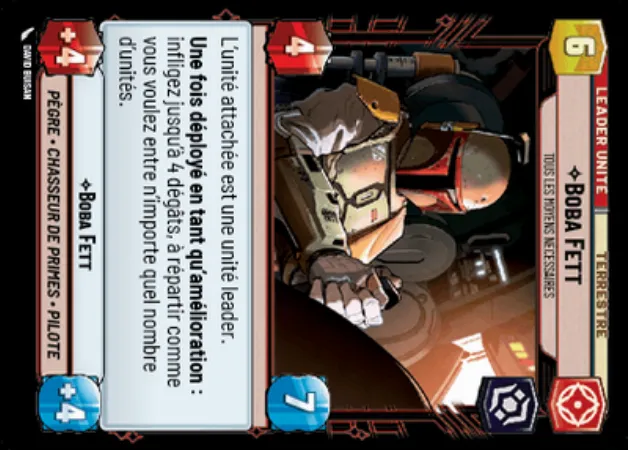 6
LEADER UNITÉ
TERRESTRE
✧BOBA FETT
TOUS LES MOYENS NÉCESSAIRES
4
7
L'unité attachée est une unité leader.
Une fois déployé en tant qu'amélioration :
infligez jusqu'à 4 dégâts, à répartir comme
vous voulez entre n'importe quel nombre
d'unités.
✧BOBA FETT
+4
PÈGRE • CHASSEUR DE PRIMES • PILOTE
+4
DAVID BUISAN